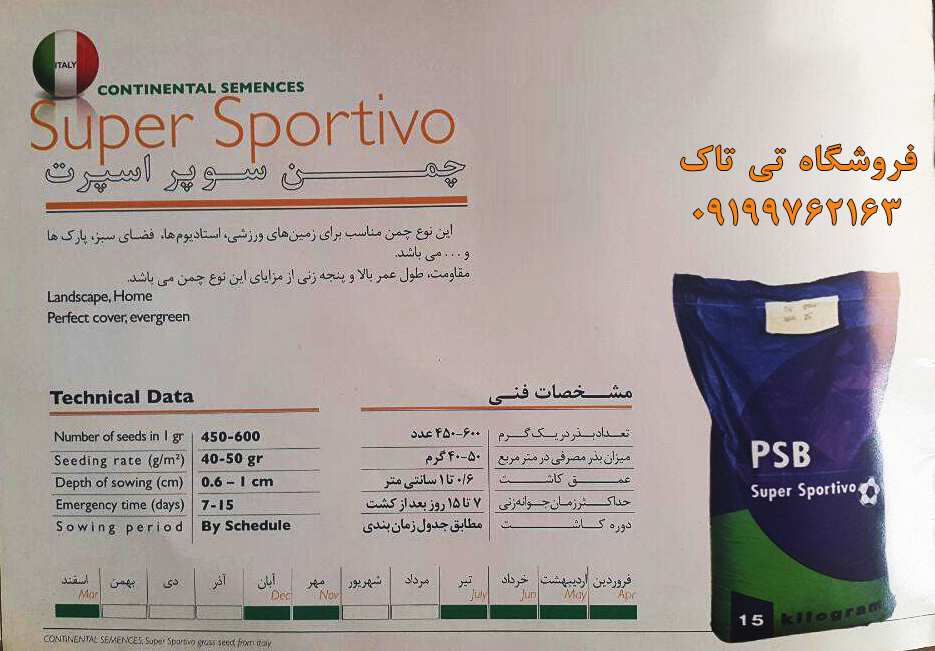 ITALY
CONTINENTAL SEMENCES
Super Sportivo
چمن سوپر اسپرت
فروشگاه تی تاک
۰۹۱۹۹۷۶۲۱۶۳
این نوع چمن مناسب برای زمین‌های ورزشی، استادیوم‌ها، فضای سبز، پارک ها
و ... می باشد.
مقاومت، طول عمر بالا و پنجه زنی از مزایای این نوع چمن می باشد.
Landscape, Home
Perfect cover, evergreen
Technical Data
Number of seeds in 1 gr 450-600
Seeding rate (g/m²) 40-50 gr
Depth of sowing (cm) 0.6 – 1 cm
Emergency time (days) 7-15
Sowing period By Schedule
مشخصات فنی
تعداد بذر در یک گرم ۴۵۰-۶۰۰ عدد
میزان بذر مصرفی در متر مربع ۴۰-۵۰ گرم
عمق کاشت ۰/۶ تا ۱ سانتی متر
حداکثر زمان جوانه‌زنی ۷ تا ۱۵ روز بعد از کشت
دوره کاشت مطابق جدول زمان بندی
فروردین اردیبهشت خرداد تیر مرداد شهریور مهر آبان آذر دی بهمن اسفند
Mar Dec Nov July Jun May Apr
CONTINENTAL SEMENCES, Super Sportivo grass seed, from italy
PSB
Super Sportivo
15 kilogram